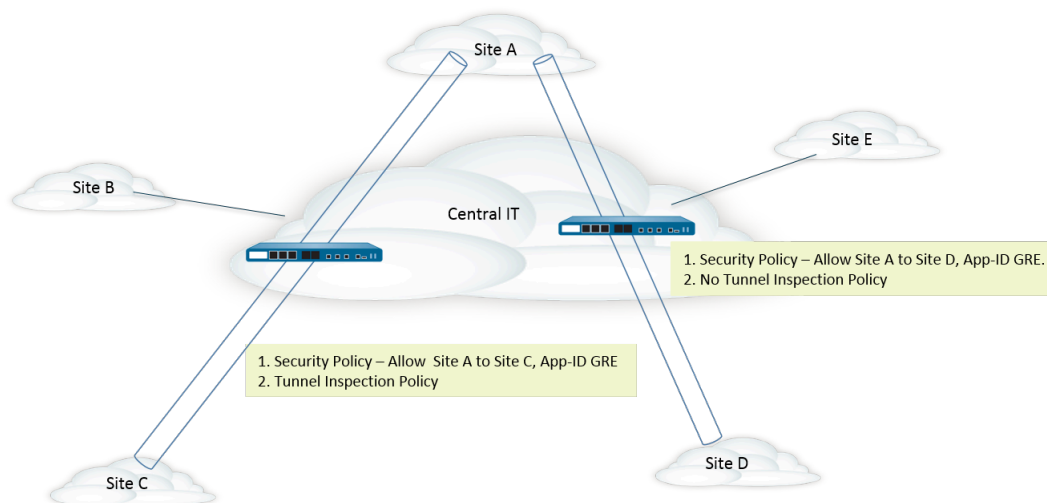 Site A
Site E
Site B
Central IT
1. Security Policy – Allow Site A to Site D, App-ID GRE.
2. No Tunnel Inspection Policy
1. Security Policy – Allow  Site A to Site C, App-ID GRE
2. Tunnel Inspection Policy
Site D
Site C